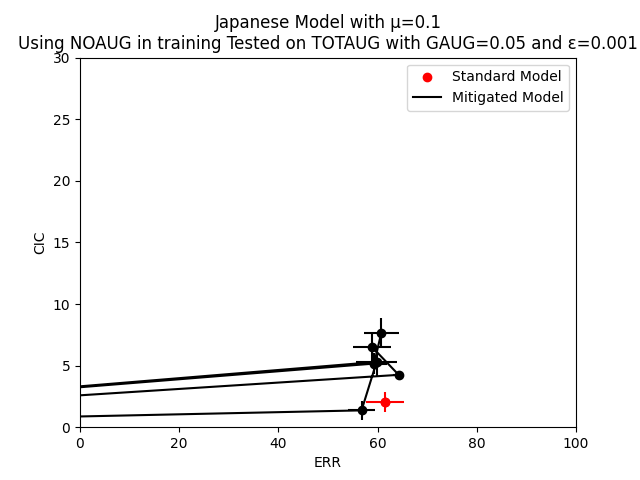 Japanese Model with μ=0.1
Using NOAUG in training Tested on TOTAUG with GAUG=0.05 and ε=0.001
30
25
20
15
10
5
0
CIC
Standard Model
Mitigated Model
0 20 40 60 80 100
ERR